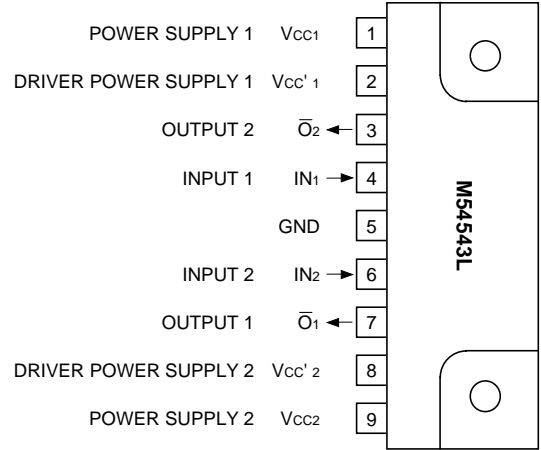 POWER SUPPLY 1 Vcc1 1
DRIVER POWER SUPPLY 1 Vcc' 1 2
OUTPUT 2 O̅2 3
INPUT 1 IN1 4
GND 5
INPUT 2 IN2 6
OUTPUT 1 O̅1 7
DRIVER POWER SUPPLY 2 Vcc' 2 8
POWER SUPPLY 2 Vcc2 9
M54543L